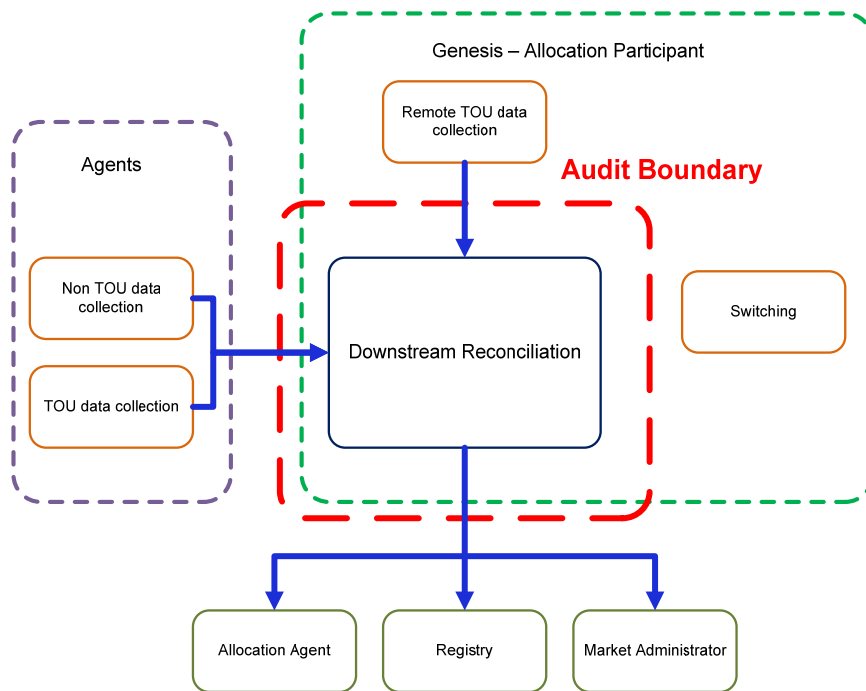 Genesis – Allocation Participant
Remote TOU data
collection
Agents
Audit Boundary
Non TOU data
collection
Downstream Reconciliation
Switching
TOU data collection
Allocation Agent
Registry
Market Administrator